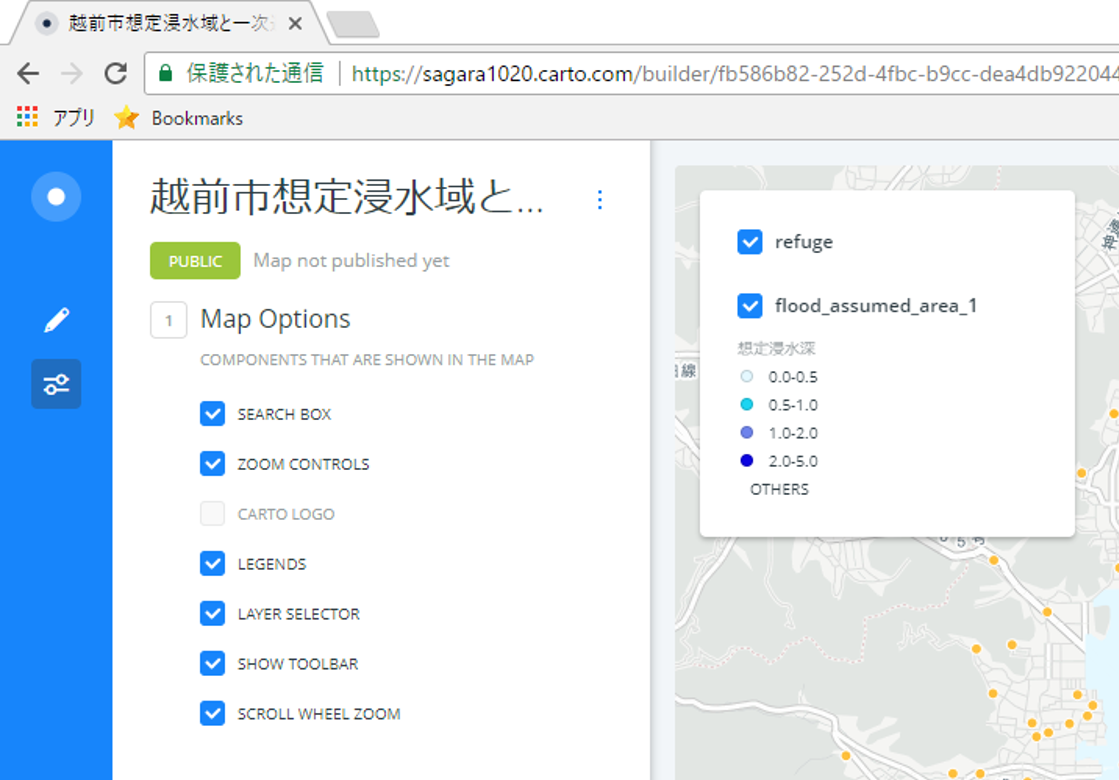 越前市想定浸水域と一次
保護された通信 https://sagara1020.carto.com/builder/fb586b82-252d-4fbc-b9cc-dea4db922044
アプリ Bookmarks
越前市想定浸水域と...
PUBLIC Map not published yet
1 Map Options
COMPONENTS THAT ARE SHOWN IN THE MAP
SEARCH BOX
ZOOM CONTROLS
CARTO LOGO
LEGENDS
LAYER SELECTOR
SHOW TOOLBAR
SCROLL WHEEL ZOOM
refuge
flood_assumed_area_1
想定浸水深
0.0-0.5
0.5-1.0
1.0-2.0
2.0-5.0
OTHERS
線